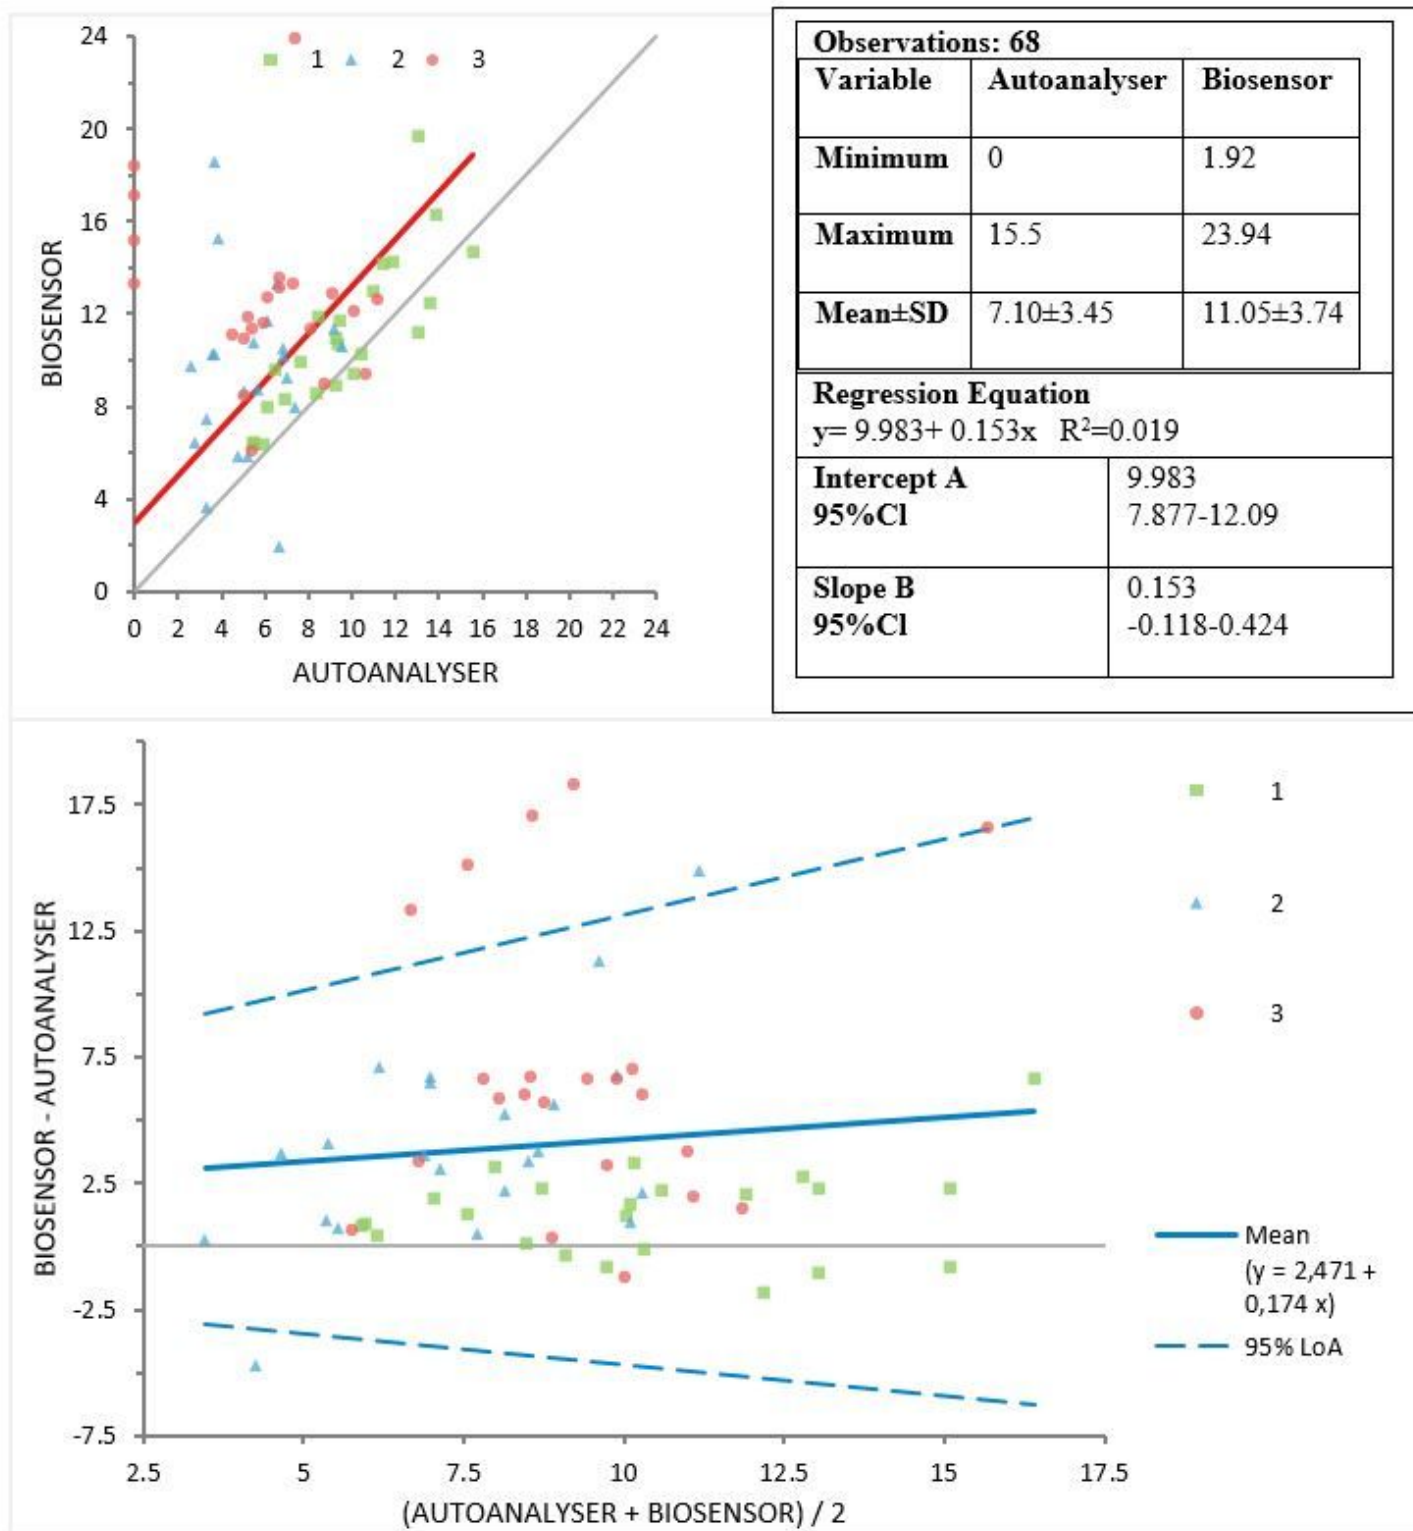 24
20
16
12
8
4
0
BIOSENSOR
1 2 3
0 2 4 6 8 10 12 14 16 18 20 22 24
AUTOANALYSER
Observations: 68
Variable Autoanalyser Biosensor
Minimum 0 1.92
Maximum 15.5 23.94
Mean±SD 7.10±3.45 11.05±3.74
Regression Equation
y= 9.983+ 0.153x R²=0.019
Intercept A 9.983
95%Cl 7.877-12.09
Slope B 0.153
95%Cl -0.118-0.424
17.5
12.5
7.5
2.5
-2.5
-7.5
BIOSENSOR - AUTOANALYSER
2.5 5 7.5 10 12.5 15 17.5
(AUTOANALYSER + BIOSENSOR) / 2
1
2
3
Mean
(y = 2,471 +
0,174 x)
95% LoA